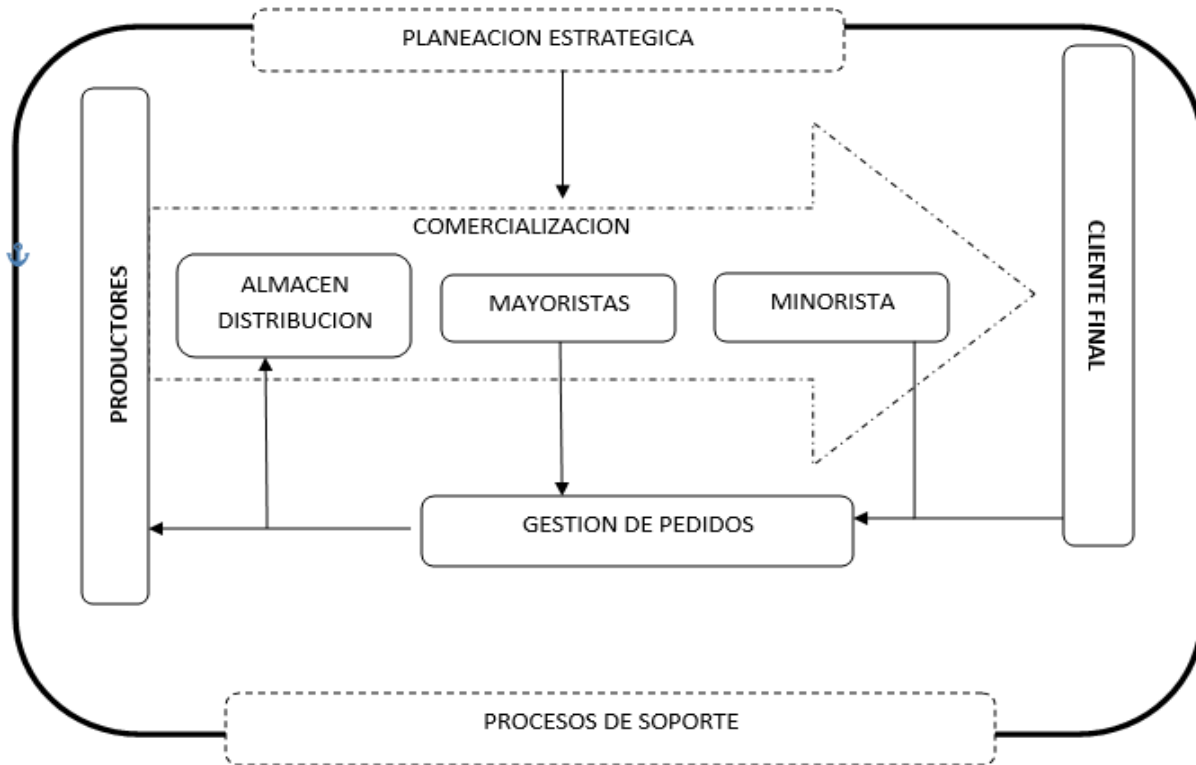 PLANEACION ESTRATEGICA
COMERCIALIZACION
PRODUCTORES
ALMACEN
DISTRIBUCION
MAYORISTAS
MINORISTA
CLIENTE FINAL
GESTION DE PEDIDOS
PROCESOS DE SOPORTE